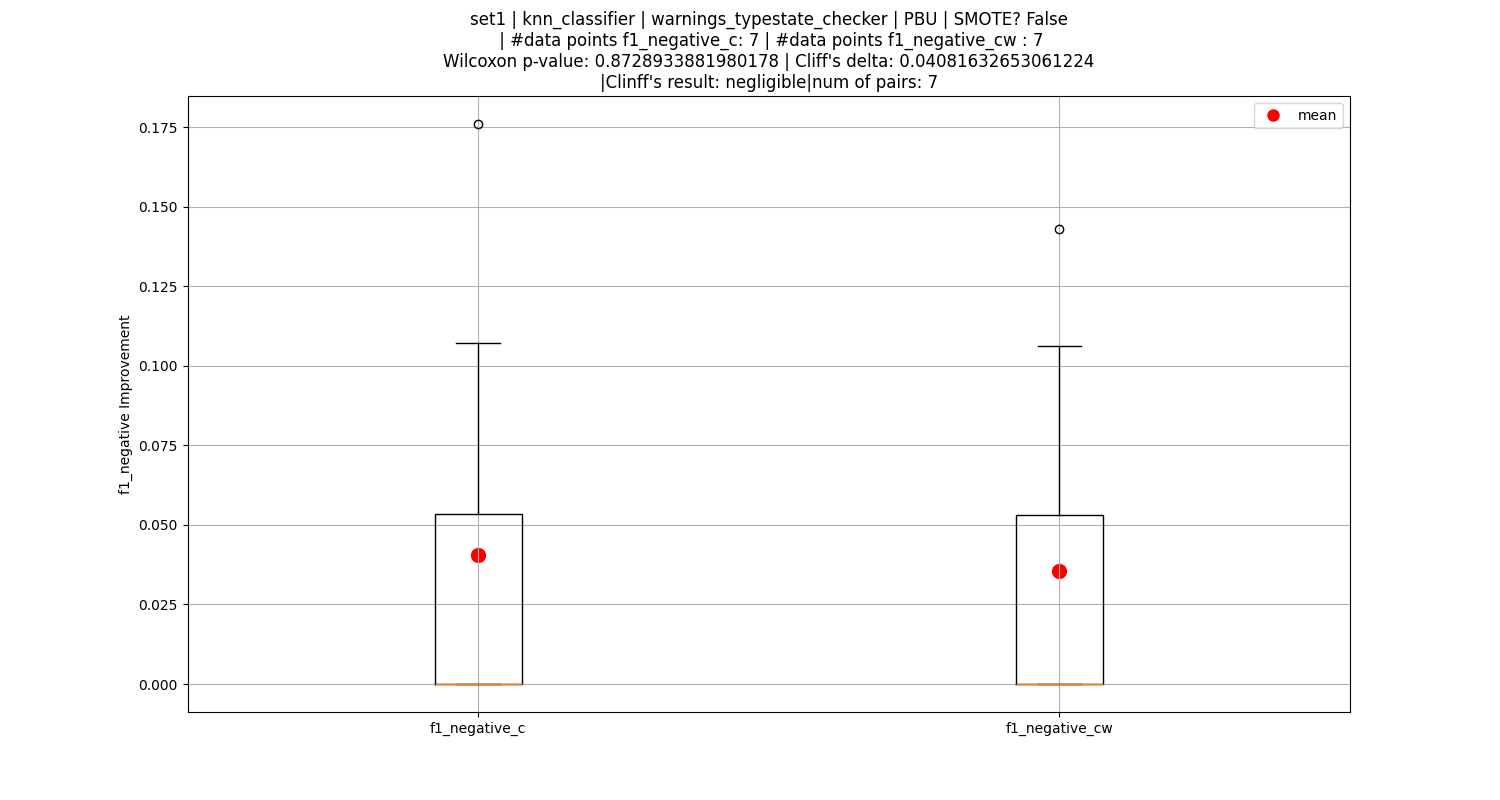 set1 | knn_classifier | warnings_typestate_checker | PBU | SMOTE? False
| #data points f1_negative_c: 7 | #data points f1_negative_cw : 7
Wilcoxon p-value: 0.8728933881980178 | Cliff's delta: 0.04081632653061224
|Clinff's result: negligible|num of pairs: 7
mean
0.175
0.150
0.125
0.100
0.075
0.050
0.025
0.000
f1_negative Improvement
f1_negative_c
f1_negative_cw